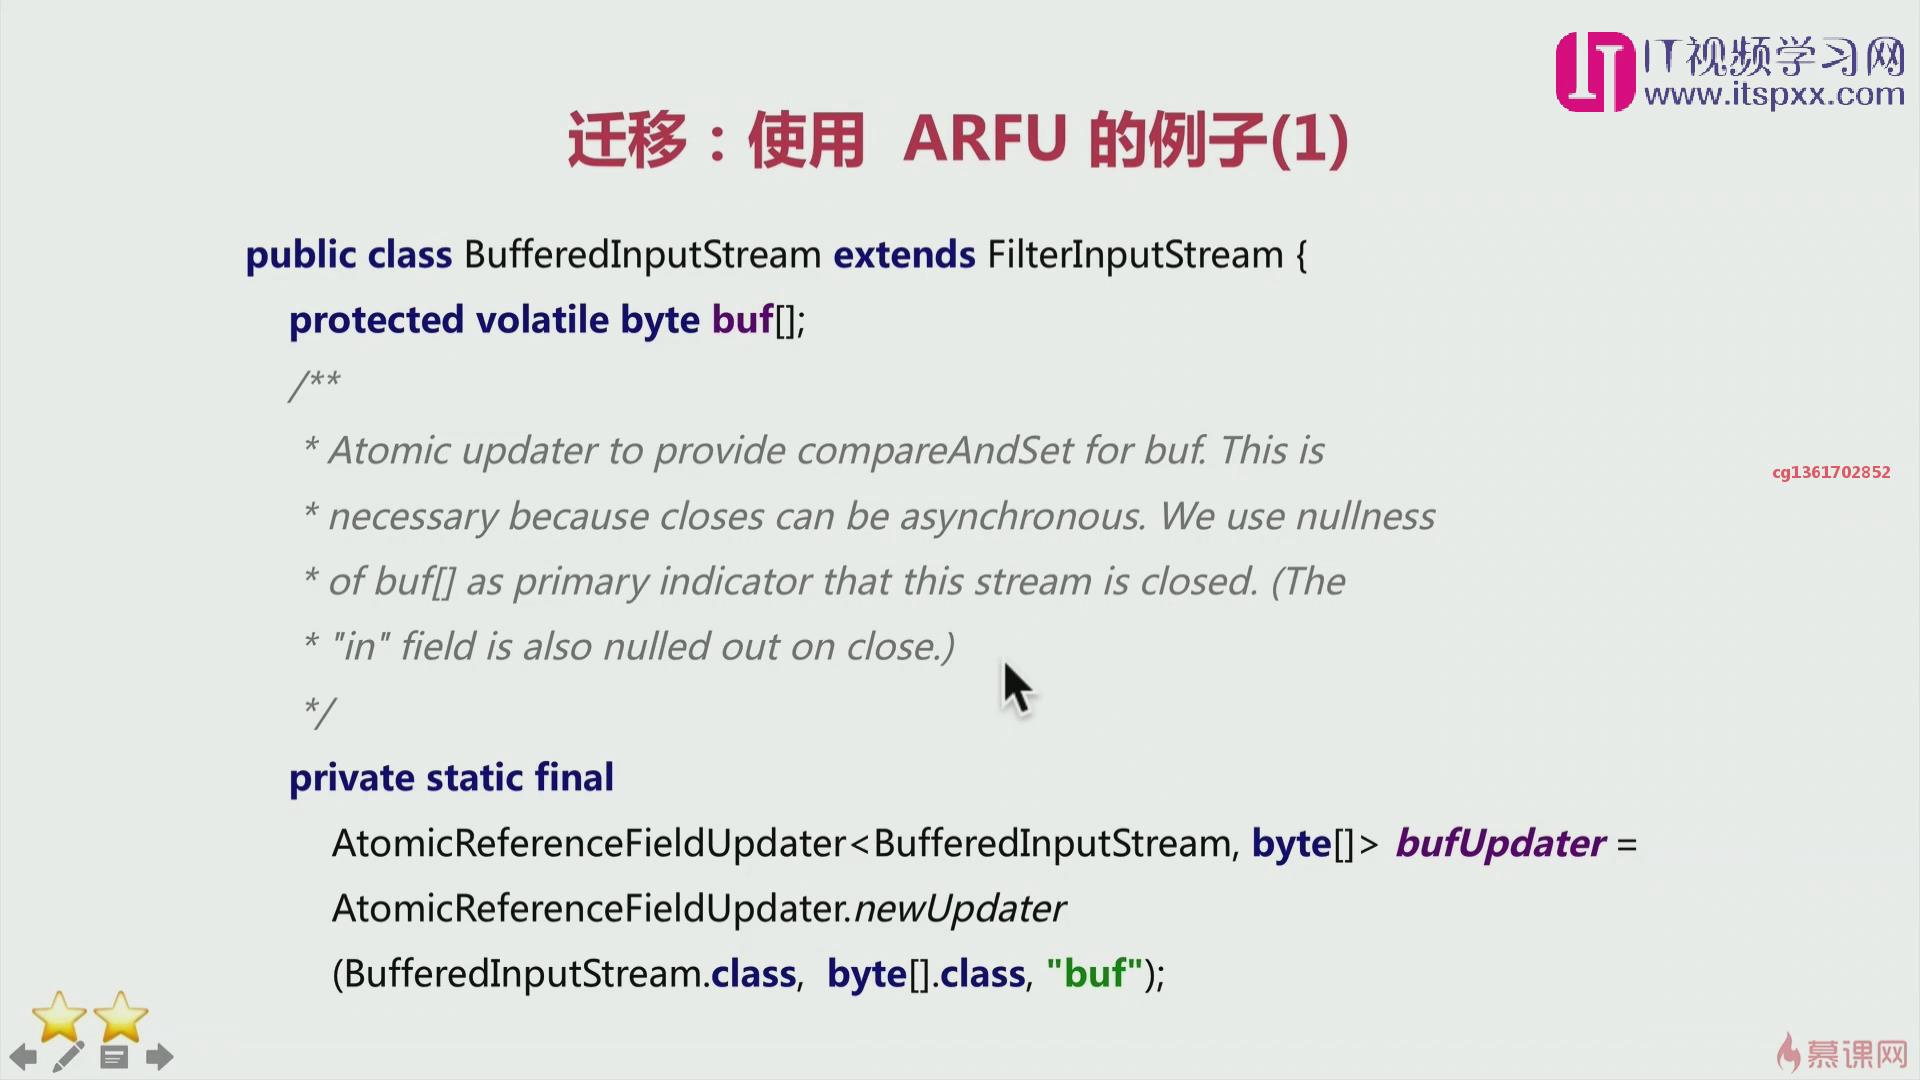 IT视频学习网
www.itspxx.com
迁移：使用 ARFU 的例子(1)
public class BufferedInputStream extends FilterInputStream {
protected volatile byte buf[];
/**
* Atomic updater to provide compareAndSet for buf. This is
* necessary because closes can be asynchronous. We use nullness
* of buf[] as primary indicator that this stream is closed. (The
* "in" field is also nulled out on close.)
*/
private static final
AtomicReferenceFieldUpdater<BufferedInputStream, byte[]> bufUpdater =
AtomicReferenceFieldUpdater.newUpdater
(BufferedInputStream.class, byte[].class, "buf");
cg1361702852
慕课网